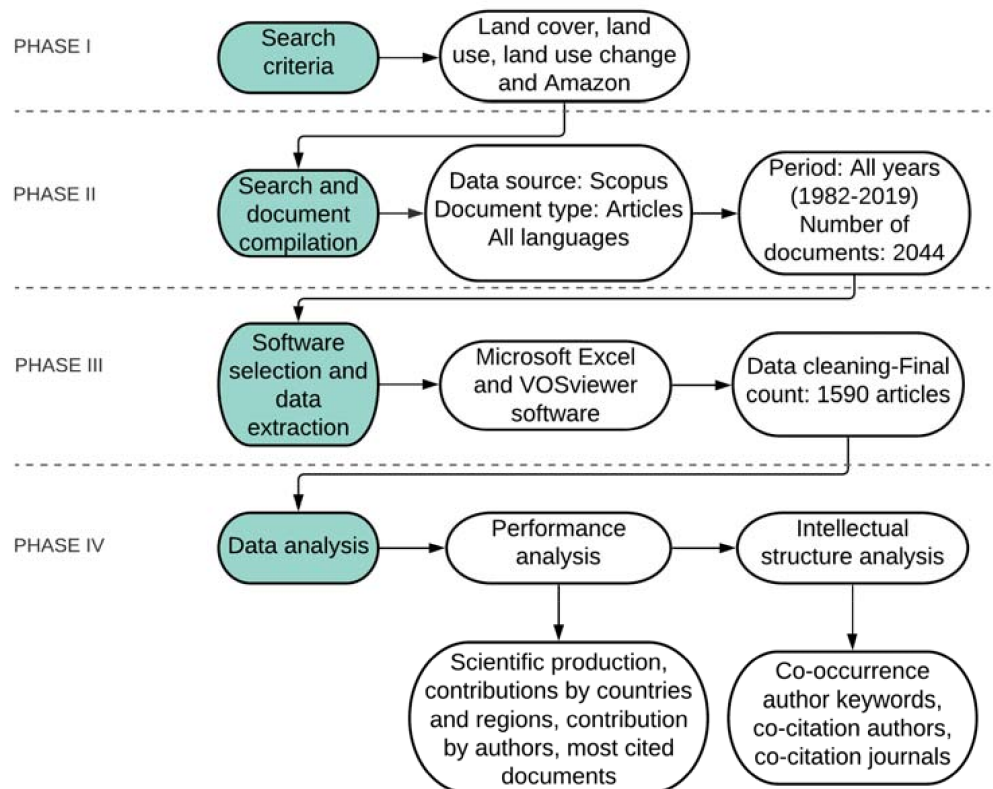 PHASE I
Search
criteria
Land cover, land
use, land use change
and Amazon
PHASE II
Search and
document
compilation
Data source: Scopus
Document type: Articles
All languages
Period: All years
(1982-2019)
Number of
documents: 2044
PHASE III
Software
selection and
data
extraction
Microsoft Excel
and VOSviewer
software
Data cleaning-Final
count: 1590 articles
PHASE IV
Data analysis
Performance
analysis
Intellectual
structure analysis
Scientific production,
contributions by countries
and regions, contribution
by authors, most cited
documents
Co-occurrence
author keywords,
co-citation authors,
co-citation journals